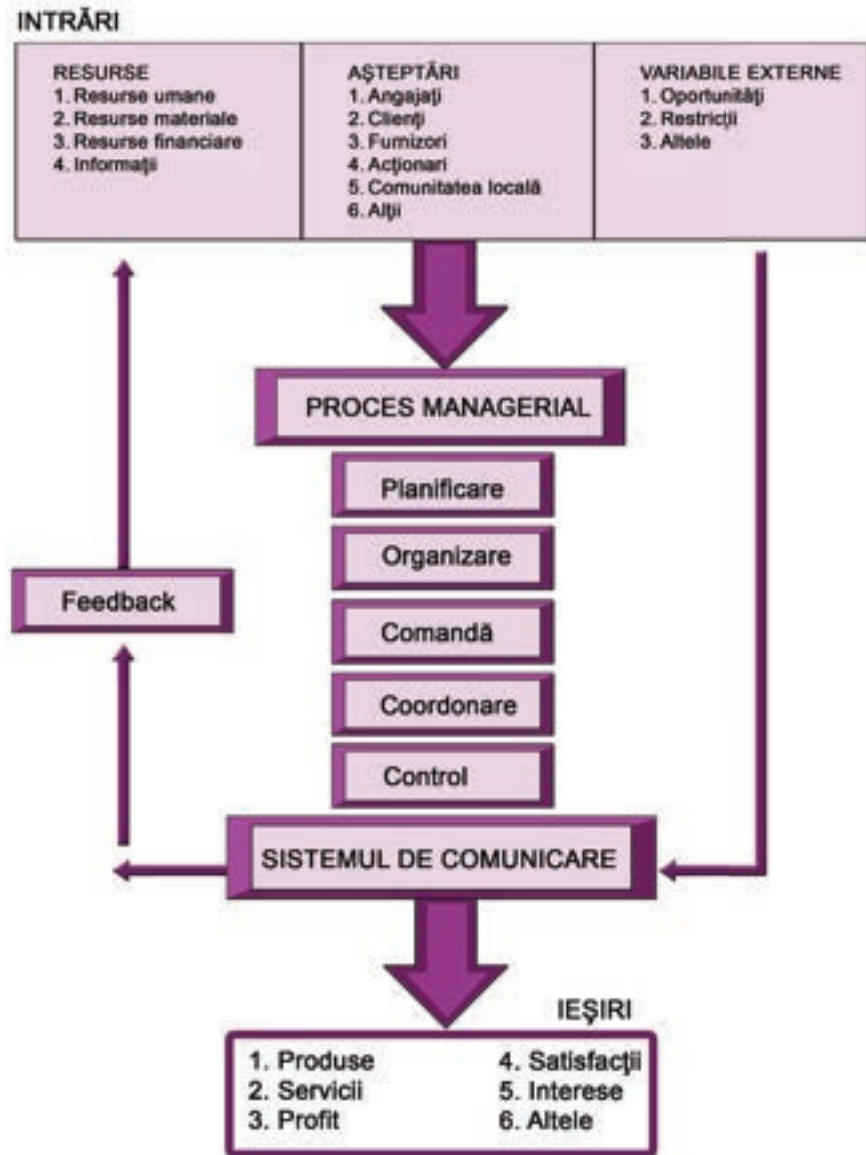 INTRĂRI
RESURSE
1. Resurse umane
2. Resurse materiale
3. Resurse financiare
4. Informaţii
AŞTEPTĂRI
1. Angajaţi
2. Clienţi
3. Furnizori
4. Acţionari
5. Comunitatea locală
6. Alţii
VARIABILE EXTERNE
1. Oportunităţi
2. Restricţii
3. Altele
PROCES MANAGERIAL
Planificare
Organizare
Feedback
Comandă
Coordonare
Control
SISTEMUL DE COMUNICARE
IEŞIRI
1. Produse
2. Servicii
3. Profit
4. Satisfacţii
5. Interese
6. Altele